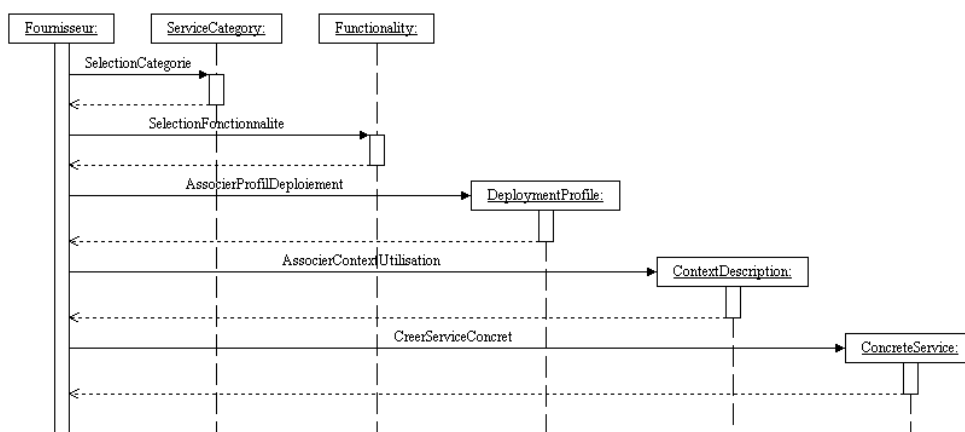 Fournisseur:
ServiceCategory:
Functionality:
SelectionCategorie
SelectionFonctionnalite
AssocierProfilDeploiement
DeploymentProfile:
AssocierContextUtilisation
ContextDescription:
CreerServiceConcret
ConcreteService: